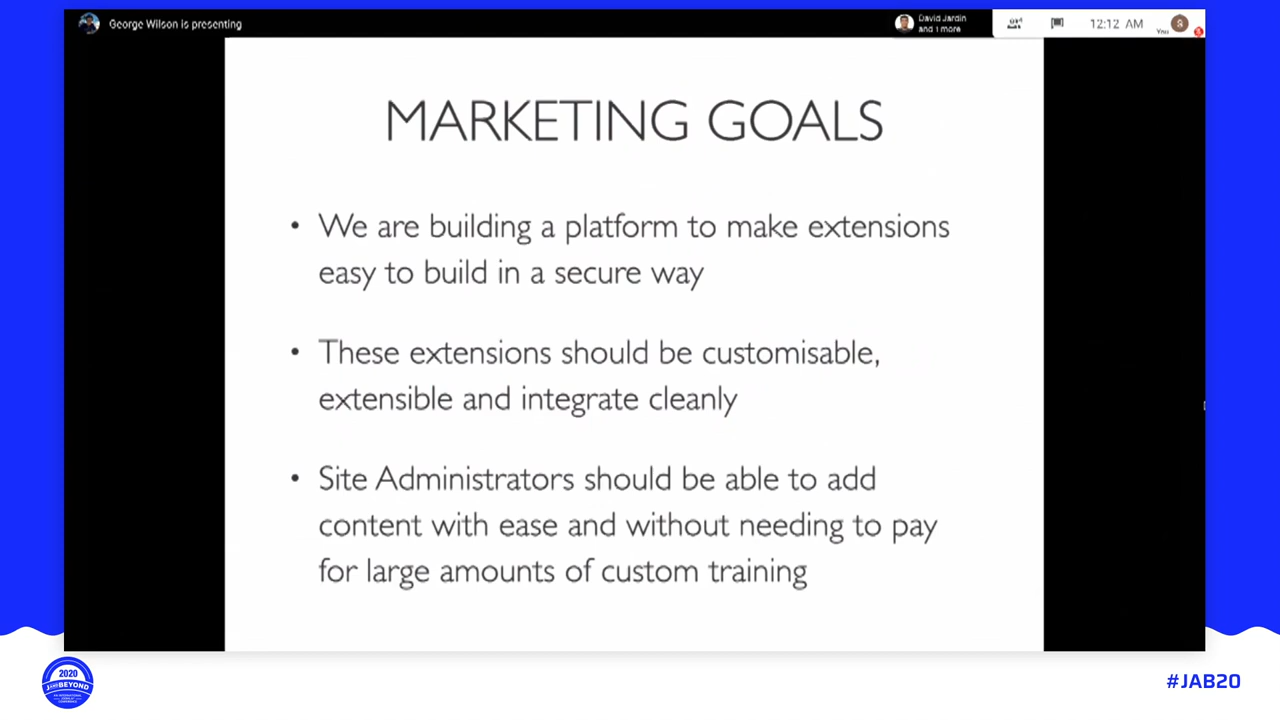 George Wilson is presenting
David Jardin
and 1 more
12:12 AM
You
S
MARKETING GOALS
• We are building a platform to make extensions
easy to build in a secure way
• These extensions should be customisable,
extensible and integrate cleanly
• Site Administrators should be able to add
content with ease and without needing to pay
for large amounts of custom training
2020
BEYOND
#JAB20